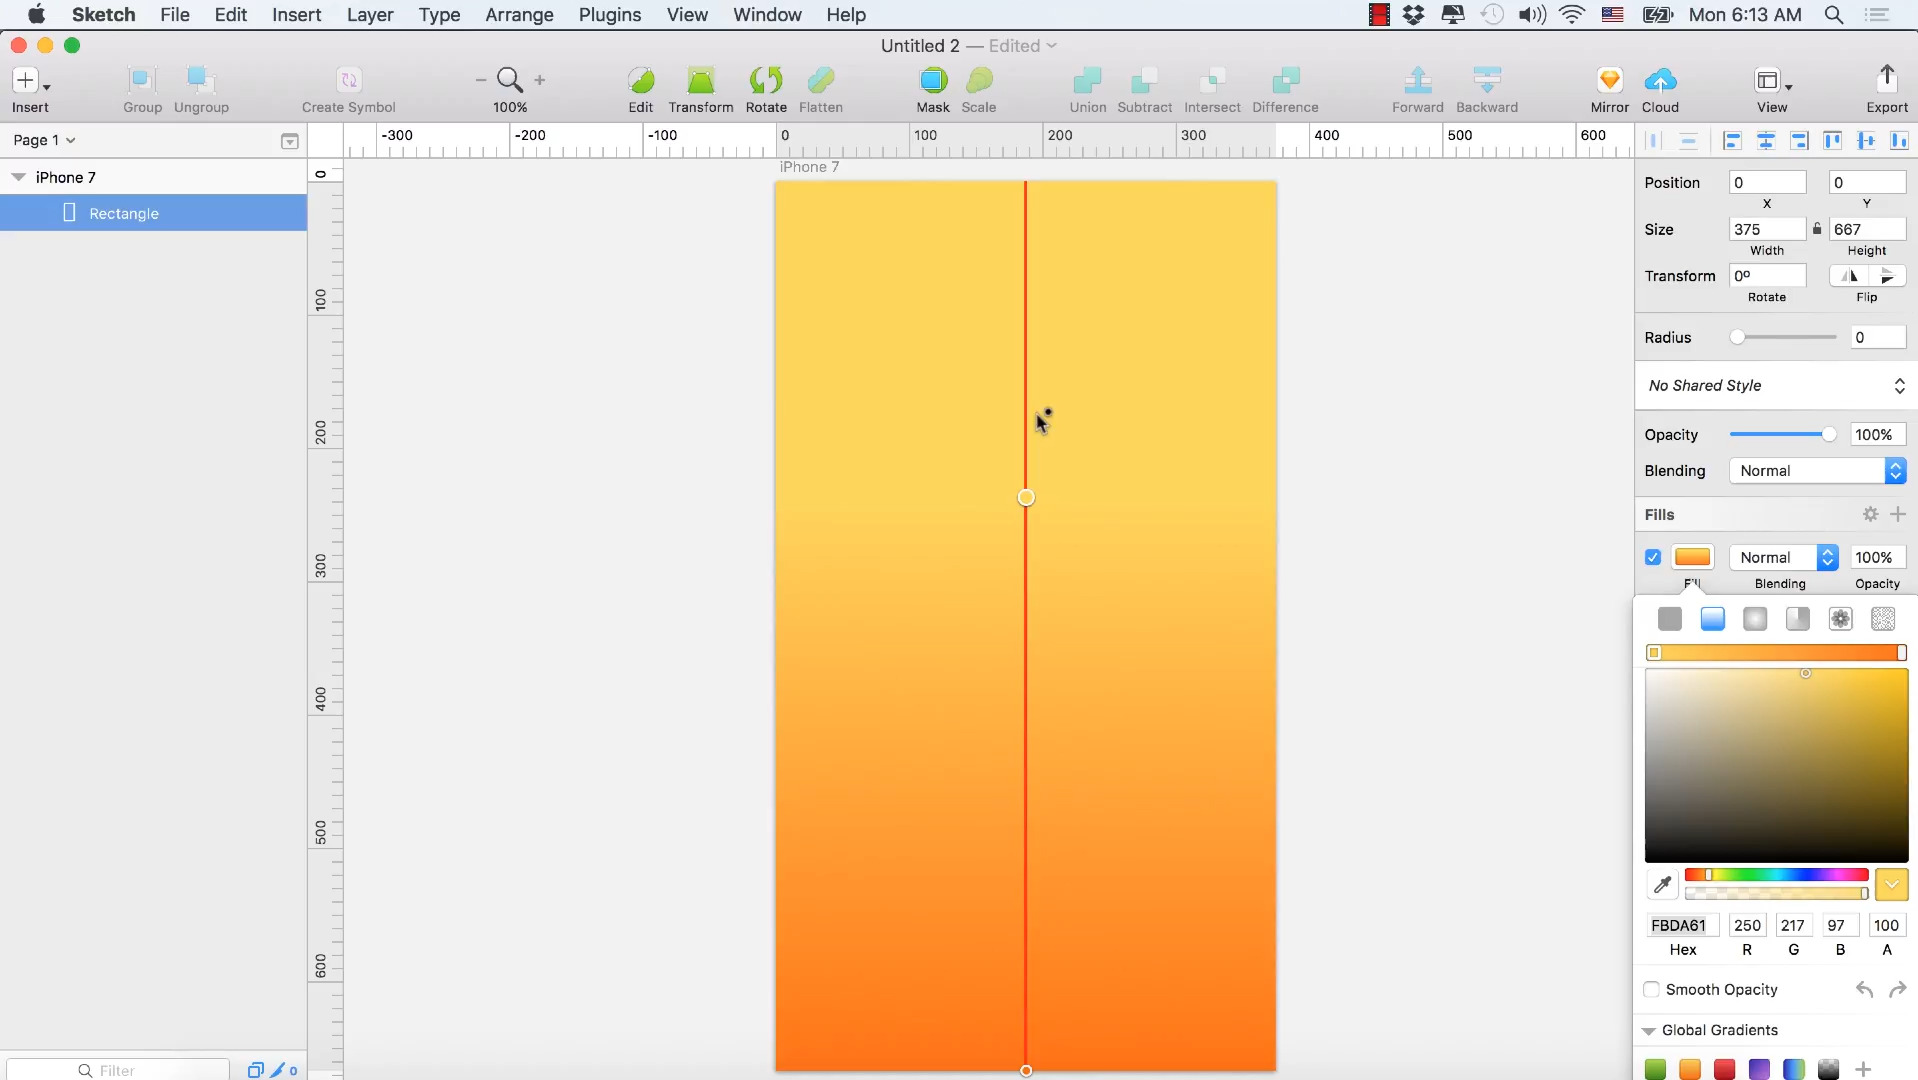 Sketch File Edit Insert Layer Type Arrange Plugins View Window Help Mon 6:13 AM
Untitled 2 — Edited
Insert Group Ungroup Create Symbol 100% Edit Transform Rotate Flatten Mask Scale Union Subtract Intersect Difference Forward Backward Mirror Cloud View Export
Page 1
-300 -200 -100 0 100 200 300 400 500 600
iPhone 7
iPhone 7
Rectangle
0
100
200
300
400
500
600
Filter 0
Position 0 0
X Y
Size 375 667
Width Height
Transform 0º
Rotate Flip
Radius 0
No Shared Style
Opacity 100%
Blending Normal
Fills
Normal 100%
Fill Blending Opacity
FBDA61 250 217 97 100
Hex R G B A
Smooth Opacity
Global Gradients